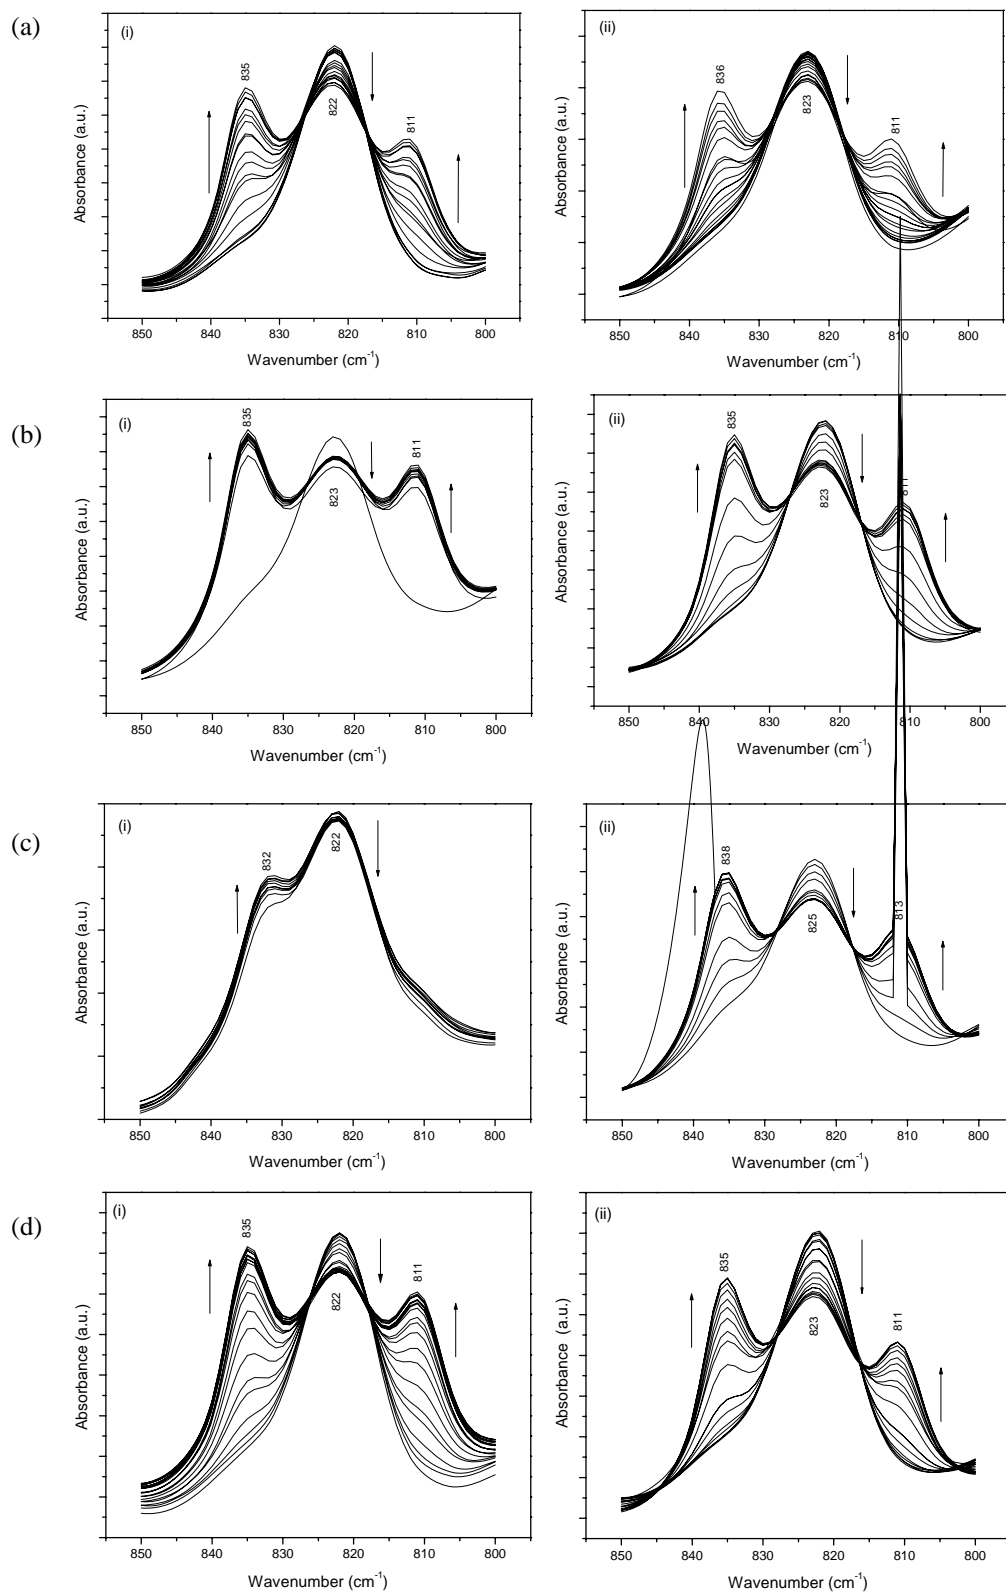 (a)
(i)
835
822
811
Absorbance (a.u.)
850 840 830 820 810 800
Wavenumber (cm⁻¹)
(ii)
836
823
811
Absorbance (a.u.)
850 840 830 820 810 800
Wavenumber (cm⁻¹)
(b)
(i)
835
823
811
Absorbance (a.u.)
850 840 830 820 810 800
Wavenumber (cm⁻¹)
(ii)
835
823
811
Absorbance (a.u.)
850 840 830 820 810 800
Wavenumber (cm⁻¹)
(c)
(i)
832
822
Absorbance (a.u.)
850 840 830 820 810 800
Wavenumber (cm⁻¹)
(ii)
838
825
813
Absorbance (a.u.)
850 840 830 820 810 800
Wavenumber (cm⁻¹)
(d)
(i)
835
822
811
Absorbance (a.u.)
850 840 830 820 810 800
Wavenumber (cm⁻¹)
(ii)
835
823
811
Absorbance (a.u.)
850 840 830 820 810 800
Wavenumber (cm⁻¹)